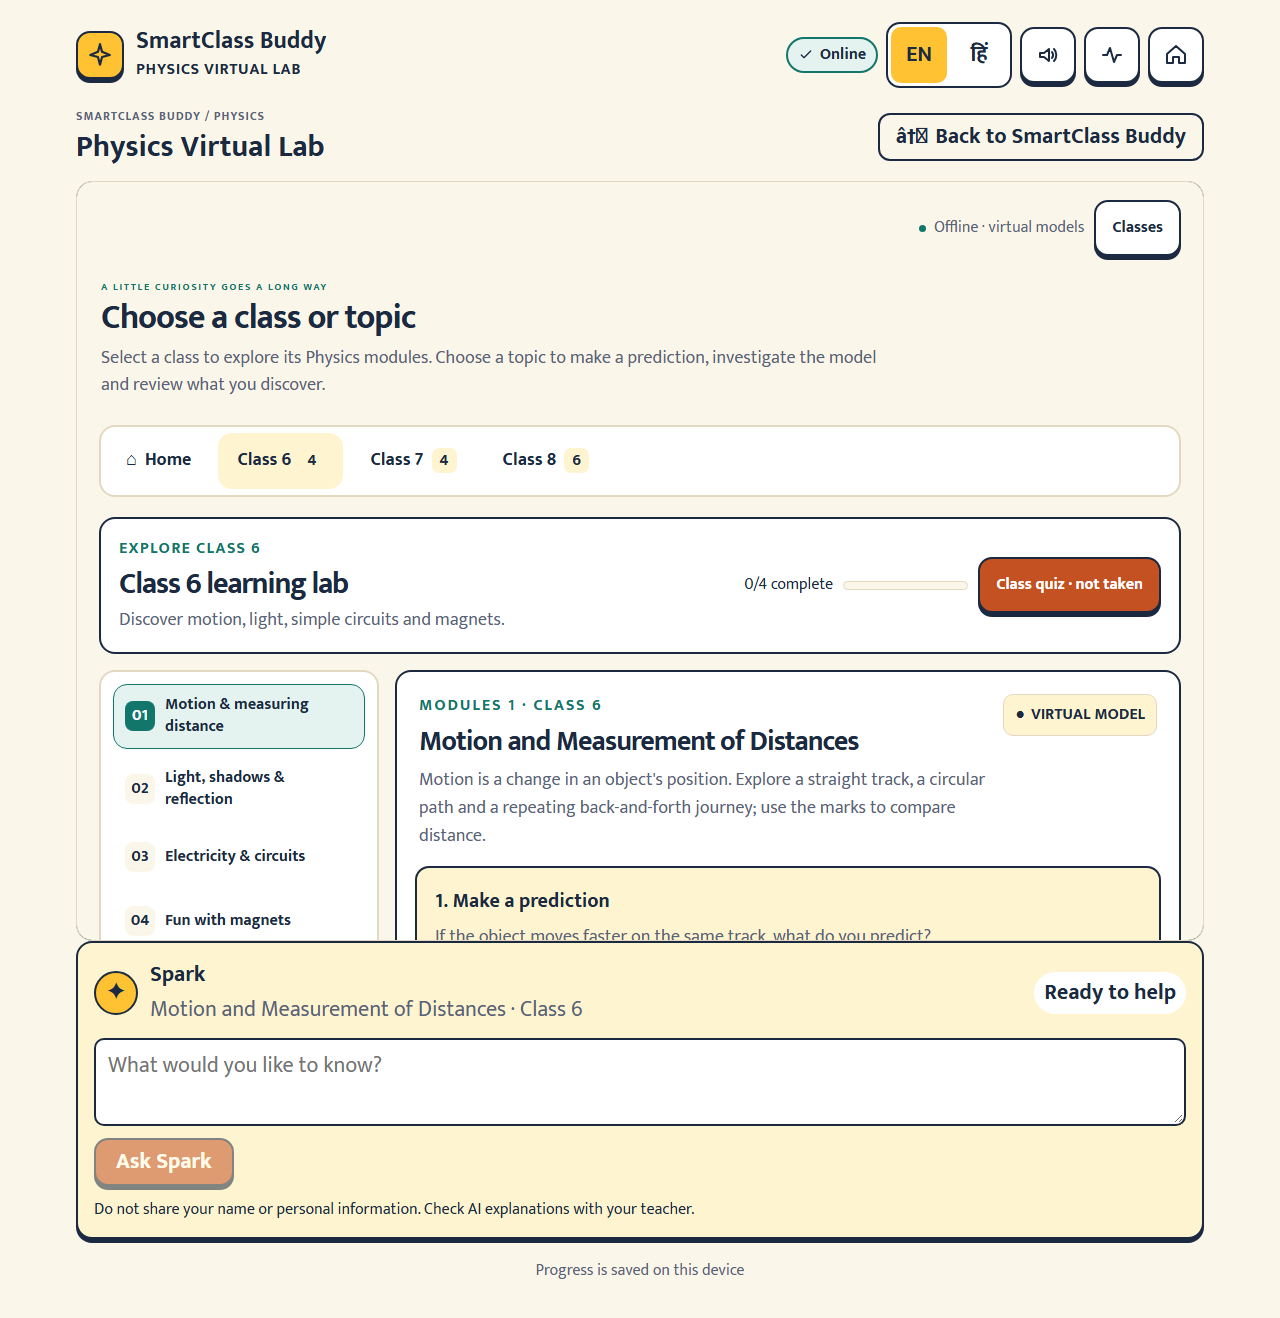 SmartClass Buddy
PHYSICS VIRTUAL LAB
Online
EN
हिं
SMARTCLASS BUDDY / PHYSICS
Physics Virtual Lab
Back to SmartClass Buddy
Offline · virtual models
Classes
A LITTLE CURIOSITY GOES A LONG WAY
Choose a class or topic
Select a class to explore its Physics modules. Choose a topic to make a prediction, investigate the model
and review what you discover.
Home
Class 6 4
Class 7 4
Class 8 6
EXPLORE CLASS 6
Class 6 learning lab
Discover motion, light, simple circuits and magnets.
0/4 complete
Class quiz · not taken
01 Motion & measuring
distance
02 Light, shadows &
reflection
03 Electricity & circuits
04 Fun with magnets
MODULES 1 · CLASS 6
Motion and Measurement of Distances
Motion is a change in an object's position. Explore a straight track, a circular
path and a repeating back-and-forth journey; use the marks to compare
distance.
• VIRTUAL MODEL
1. Make a prediction
If the object moves faster on the same track, what do you predict?
Spark
Motion and Measurement of Distances · Class 6
Ready to help
What would you like to know?
Ask Spark
Do not share your name or personal information. Check AI explanations with your teacher.
Progress is saved on this device